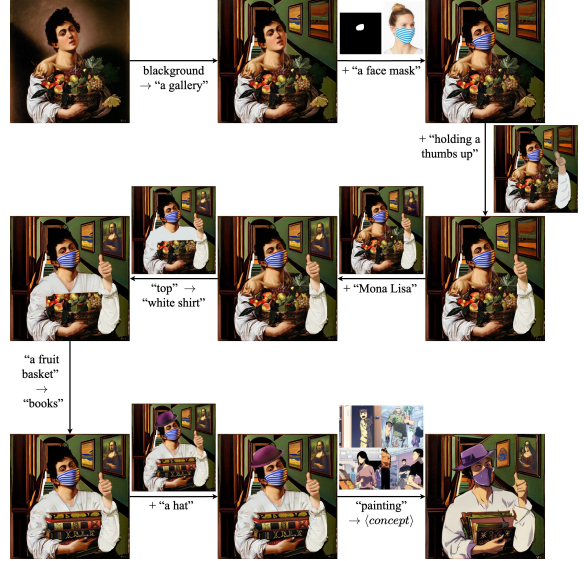 blackground
→ “a gallery”
+ “a face mask”
+ “holding a
thumbs up”
+ “Mona Lisa”
“top” →
“white shirt”
“a fruit
basket”
→
“books”
+ “a hat”
“painting”
→ ⟨concept⟩